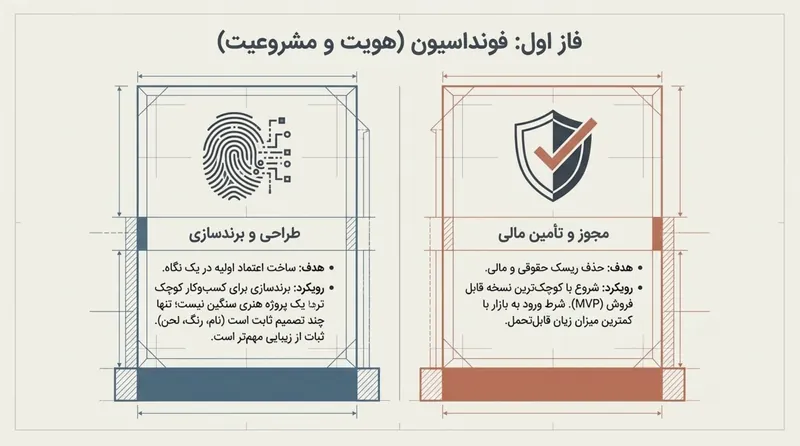 فاز اول: فونداسیون (هویت و مشروعیت)
مجوز و تأمین مالی
• هدف: حذف ریسک حقوقی و مالی.
• رویکرد: شروع با کوچک‌ترین نسخه قابل
فروش (MVP). شرط ورود به بازار با
کمترین میزان زیان قابل‌تحمل.
طراحی و برندسازی
• هدف: ساخت اعتماد اولیه در یک نگاه.
• رویکرد: برندسازی برای کسب‌وکار کوچک
یک پروژه هنری سنگین نیست؛ تنها
چند تصمیم ثابت است (نام، رنگ، لحن).
ثبات از زیبایی مهم‌تر است.